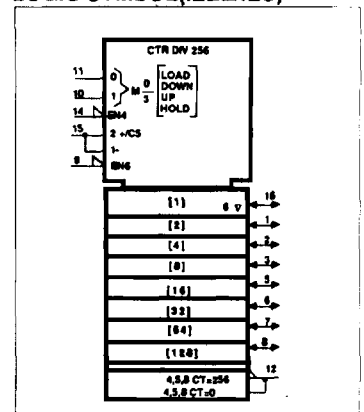 CTR DIV 256
11 0 LOAD
M 0/3 DOWN
10 1 UP
14 EN4 HOLD
15 2 +/C5
1-
9 EN6
[1] 6 ▽ 16
[2] 1
[4] 2
[8] 3
[16] 5
[32] 6
[64] 7
[128] 8
12
4,5,8 CT=256
4,5,8 CT=0